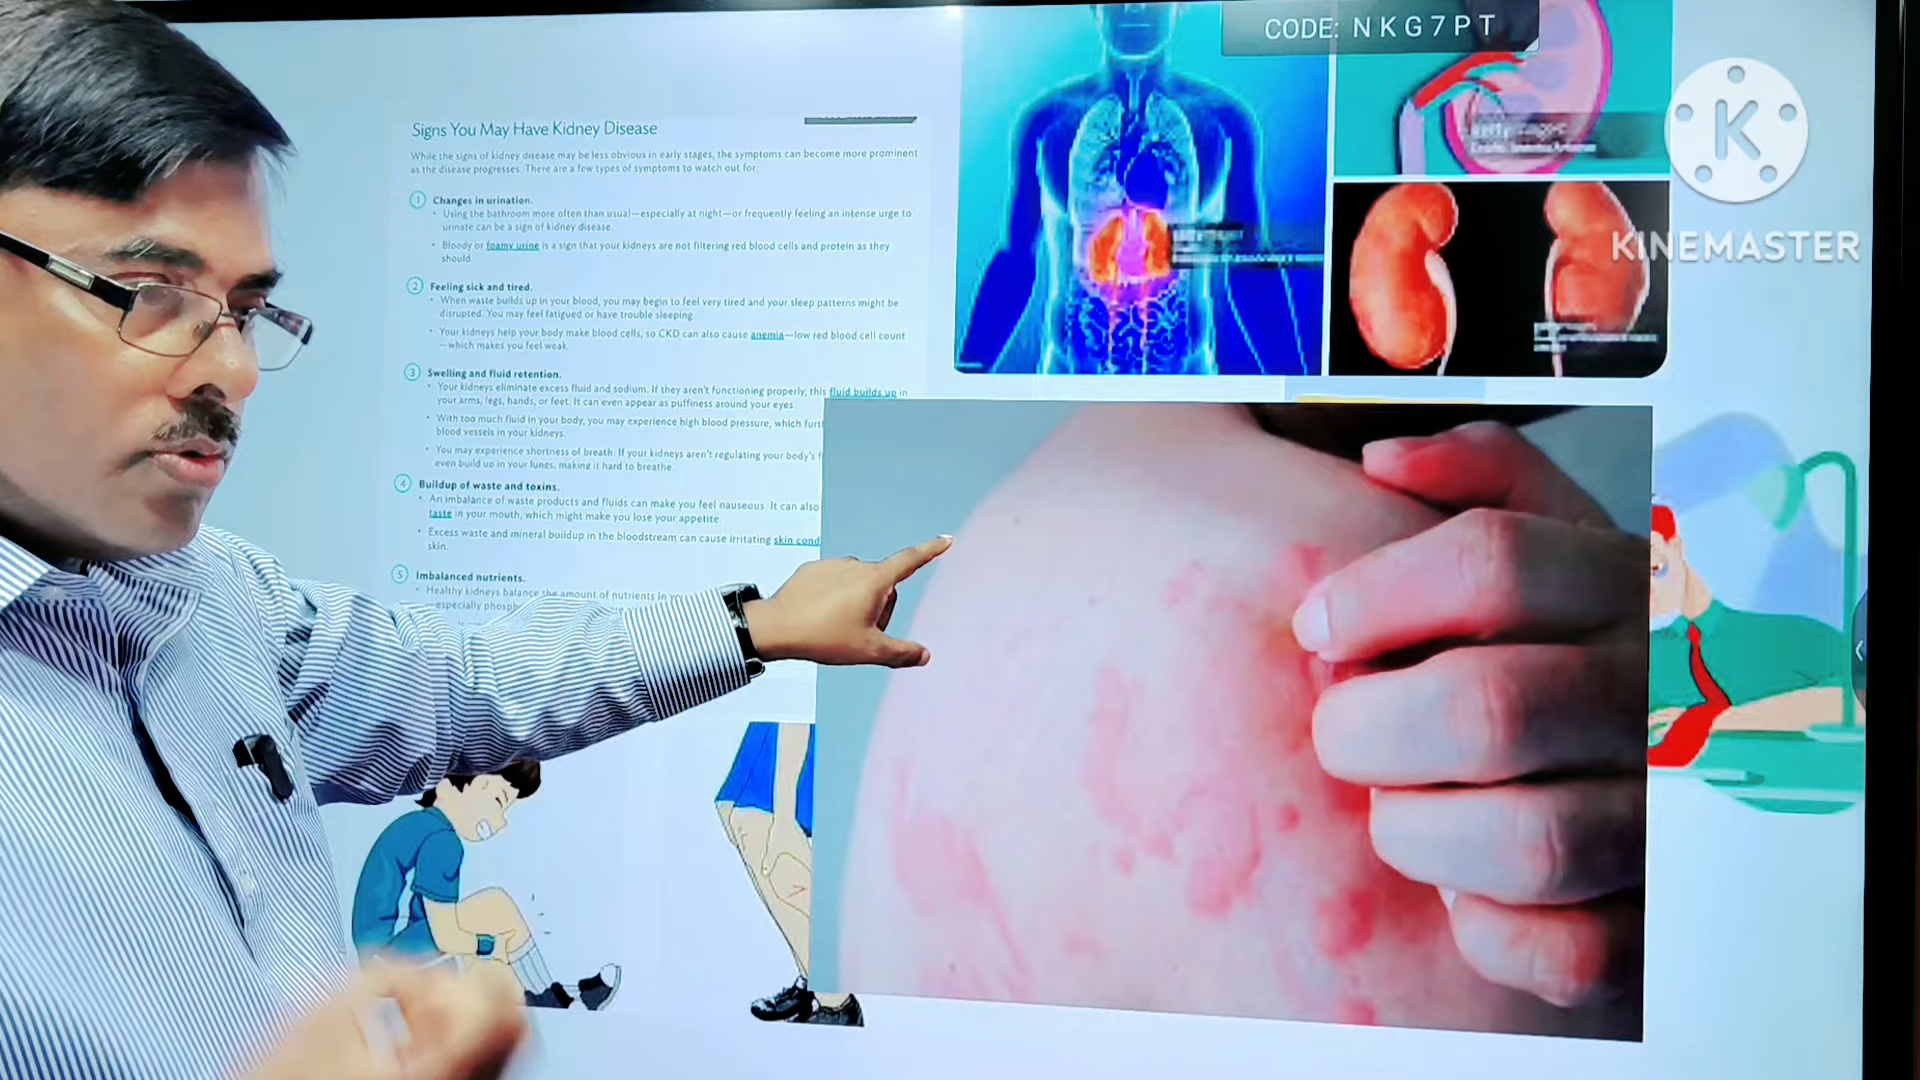 CODE: NKG7PT
KINEMASTER
Signs You May Have Kidney Disease
While the signs of kidney disease may be less obvious in early stages, the symptoms can become more prominent
as the disease progresses. There are a few types of symptoms to watch out for:
1 Changes in urination.
• Using the bathroom more often than usual—especially at night—or frequently feeling an intense urge to
urinate can be a sign of kidney disease.
• Bloody or foamy urine is a sign that your kidneys are not filtering red blood cells and protein as they
should.
2 Feeling sick and tired.
• When waste builds up in your blood, you may begin to feel very tired and your sleep patterns might be
disrupted. You may feel fatigued or have trouble sleeping.
• Your kidneys help your body make blood cells, so CKD can also cause anemia—low red blood cell count
—which makes you feel weak.
3 Swelling and fluid retention.
• Your kidneys eliminate excess fluid and sodium. If they aren't functioning properly, this fluid builds up in
your arms, legs, hands, or feet. It can even appear as puffiness around your eyes.
• With too much fluid in your body, you may experience high blood pressure, which
blood vessels in your kidneys.
• You may experience shortness of breath. If your kidneys aren't regulating your body's
even build up in your lungs, making it hard to breathe.
4 Buildup of waste and toxins.
• An imbalance of waste products and fluids can make you feel nauseous. It can also
taste in your mouth, which might make you lose your appetite.
• Excess waste and mineral buildup in the bloodstream can cause irritating skin
skin.
5 Imbalanced nutrients.
• Healthy kidneys balance the amount of nutrients in
—especially